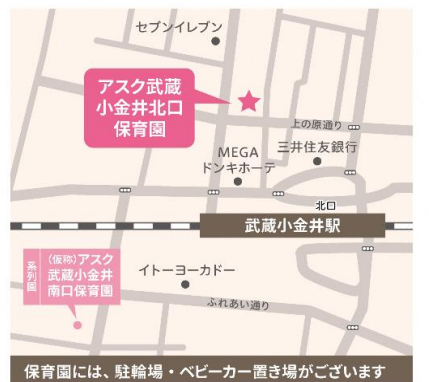 セブンイレブン
アスク武蔵
小金井北口
保育園
上の原通り
三井住友銀行
MEGA
ドンキホーテ
北口
武蔵小金井駅
系列園
(仮称)アスク
武蔵小金井
南口保育園
イトーヨーカドー
ふれあい通り
保育園には、駐輪場・ベビーカー置き場がございます